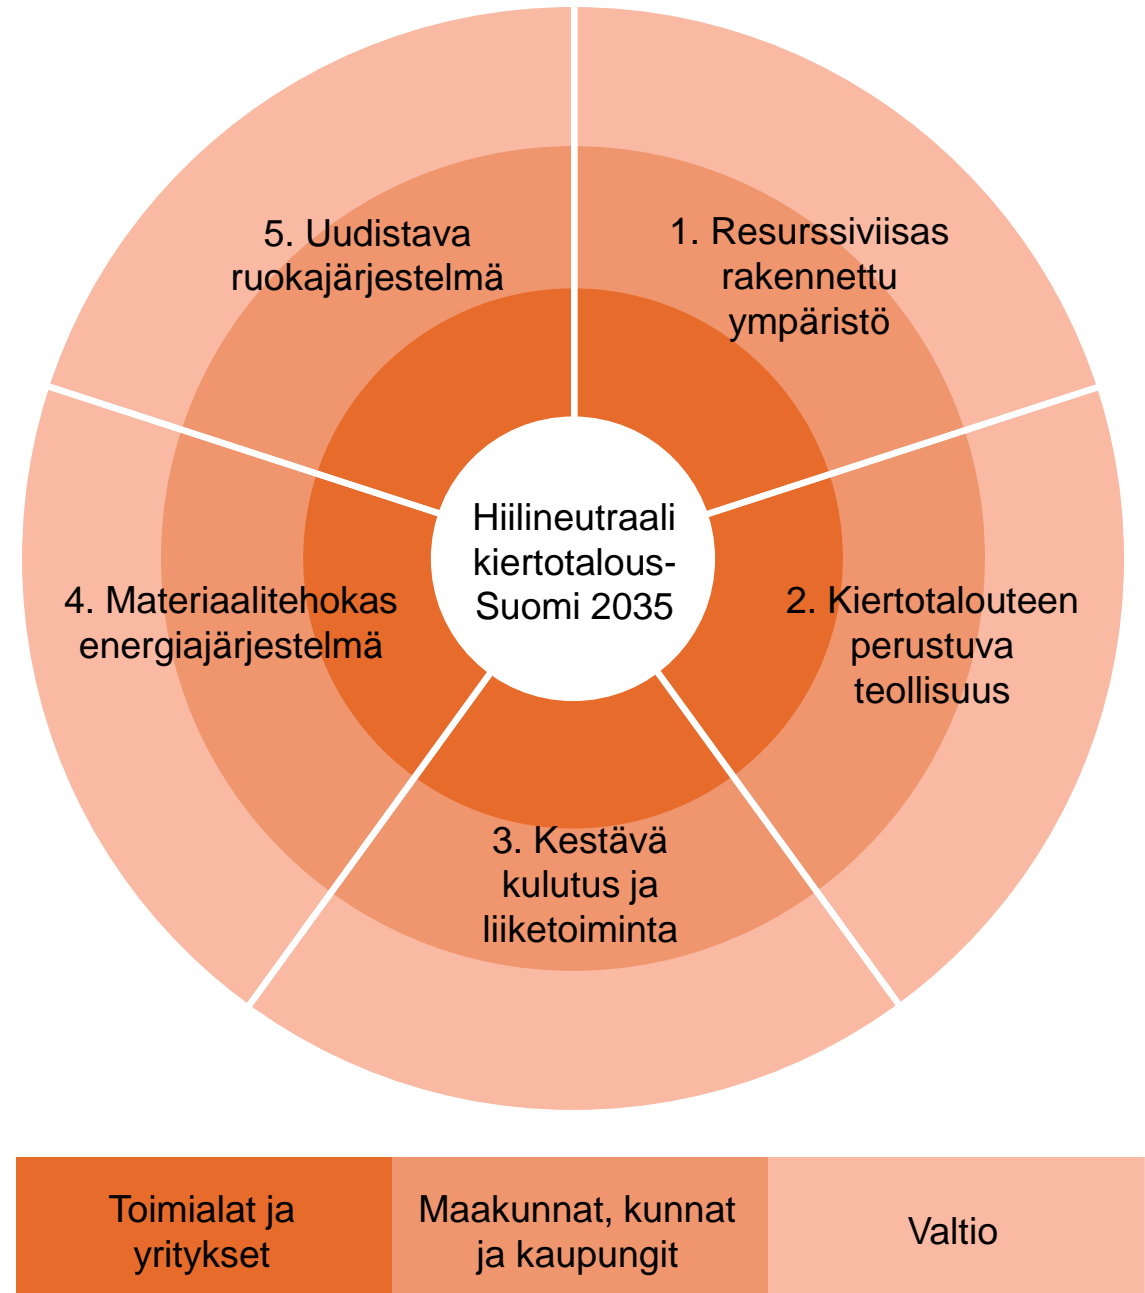 5. Uudistava
ruokajärjestelmä
1. Resurssiviisas
rakennettu
ympäristö
Hiilineutraali
kiertotalous-
Suomi 2035
4. Materiaalitehokas
energiajärjestelmä
2. Kiertotalouteen
perustuva
teollisuus
3. Kestävä
kulutus ja
liiketoiminta
Toimialat ja
yritykset
Maakunnat, kunnat
ja kaupungit
Valtio